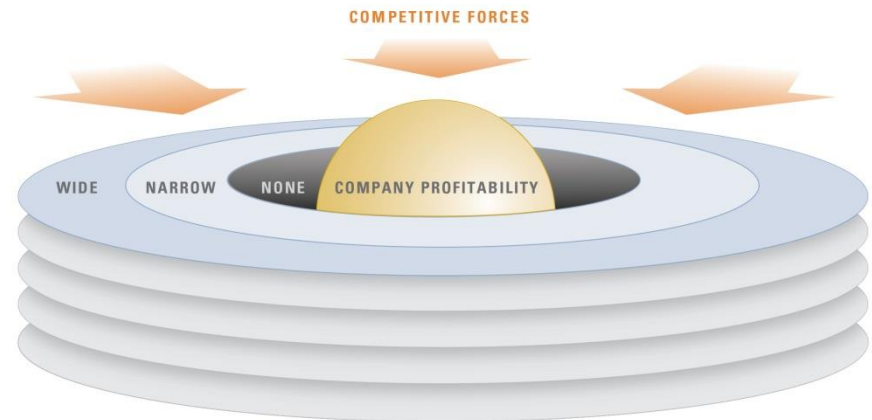 COMPETITIVE FORCES
WIDE NARROW NONE COMPANY PROFITABILITY